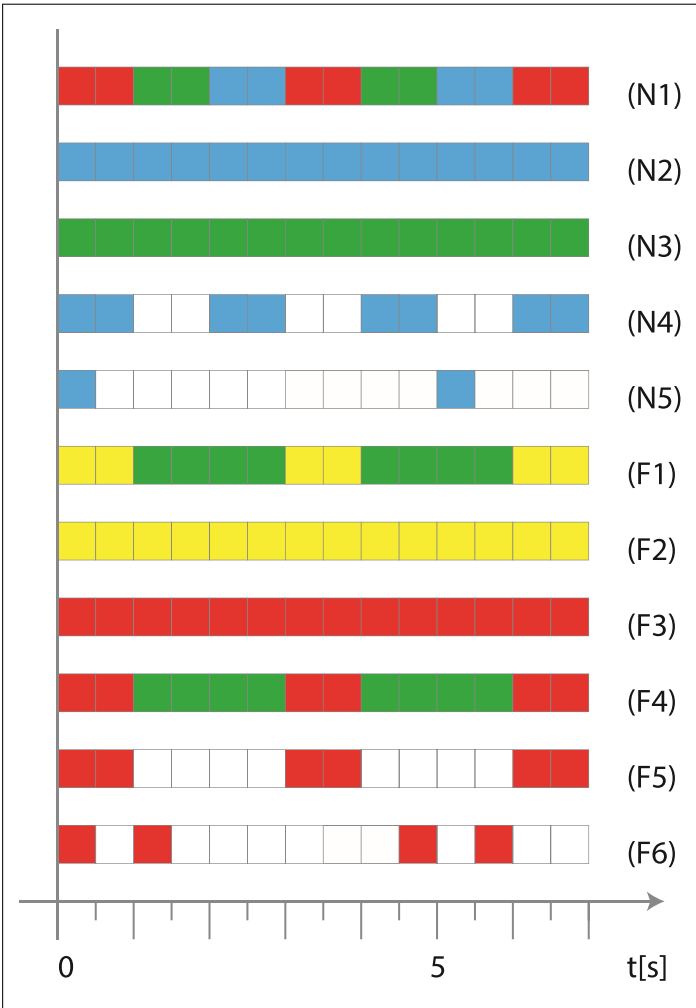 (N1)
(N2)
(N3)
(N4)
(N5)
(F1)
(F2)
(F3)
(F4)
(F5)
(F6)
0 5 t[s]